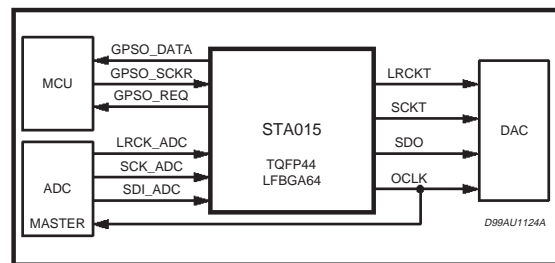 GPSO_DATA
MCU
GPSO_SCKR
GPSO_REQ
LRCK_ADC
SCK_ADC
ADC
SDI_ADC
MASTER
STA015
TQFP44
LFBGA64
LRCKT
SCKT
SDO
OCLK
DAC
D99AU1124A